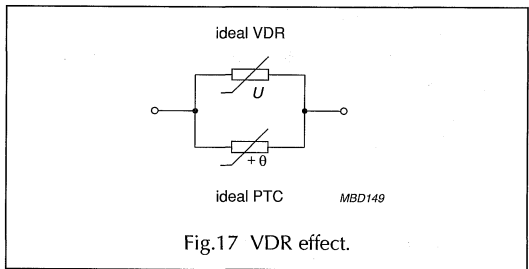 ideal VDR
U
+ θ
ideal PTC
MBD149
Fig.17 VDR effect.